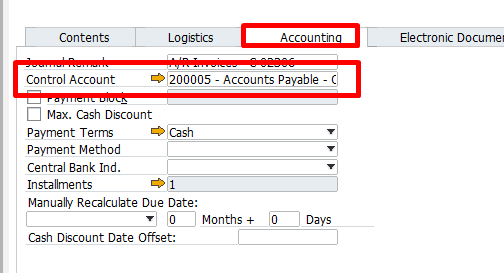 Contents Logistics Accounting Electronic Docume
Journal Remark A/R Invoices - C 02306
Control Account 200005 - Accounts Payable - C
Payment Block
Max. Cash Discount
Payment Terms Cash
Payment Method
Central Bank Ind.
Installments 1
Manually Recalculate Due Date:
0 Months + 0 Days
Cash Discount Date Offset: